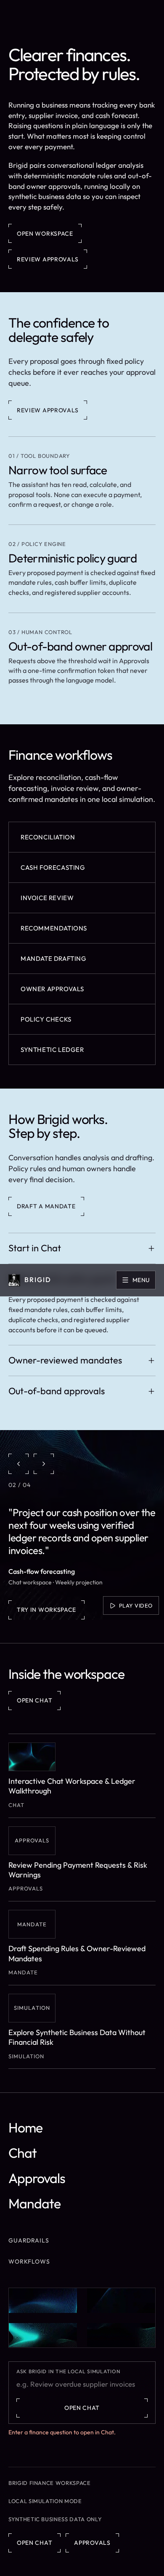 Clearer finances.
Protected by rules.
Running a business means tracking every bank
entry, supplier invoice, and cash forecast.
Raising questions in plain language is only the
start. What matters most is keeping control
over every payment.
Brigid pairs conversational ledger analysis
with deterministic mandate rules and out-of-
band owner approvals, running locally on
synthetic business data so you can inspect
every step safely.
OPEN WORKSPACE
REVIEW APPROVALS
The confidence to
delegate safely
Every proposal goes through fixed policy
checks before it ever reaches your approval
queue.
REVIEW APPROVALS
01 / TOOL BOUNDARY
Narrow tool surface
The assistant has ten read, calculate, and
proposal tools. None can execute a payment,
confirm a request, or change a role.
02 / POLICY ENGINE
Deterministic policy guard
Every proposed payment is checked against fixed
mandate rules, cash buffer limits, duplicate
checks, and registered supplier accounts.
03 / HUMAN CONTROL
Out-of-band owner approval
Requests above the threshold wait in Approvals
with a one-time confirmation token that never
passes through the language model.
Finance workflows
Explore reconciliation, cash-flow
forecasting, invoice review, and owner-
confirmed mandates in one local simulation.
RECONCILIATION
CASH FORECASTING
INVOICE REVIEW
RECOMMENDATIONS
MANDATE DRAFTING
OWNER APPROVALS
POLICY CHECKS
SYNTHETIC LEDGER
How Brigid works.
Step by step.
Conversation handles analysis and drafting.
Policy rules and human owners handle
every final decision.
DRAFT A MANDATE
Start in Chat
BRIGID
MENU
Every proposed payment is checked against
fixed mandate rules, cash buffer limits,
duplicate checks, and registered supplier
accounts before it can be queued.
Owner-reviewed mandates
Out-of-band approvals
02 / 04
"Project our cash position over the
next four weeks using verified
ledger records and open supplier
invoices."
Cash-flow forecasting
Chat workspace · Weekly projection
TRY IN WORKSPACE
PLAY VIDEO
Inside the workspace
OPEN CHAT
Interactive Chat Workspace & Ledger
Walkthrough
CHAT
APPROVALS
Review Pending Payment Requests & Risk
Warnings
APPROVALS
MANDATE
Draft Spending Rules & Owner-Reviewed
Mandates
MANDATE
SIMULATION
Explore Synthetic Business Data Without
Financial Risk
SIMULATION
Home
Chat
Approvals
Mandate
GUARDRAILS
WORKFLOWS
ASK BRIGID IN THE LOCAL SIMULATION
e.g. Review overdue supplier invoices
OPEN CHAT
Enter a finance question to open in Chat.
BRIGID FINANCE WORKSPACE
LOCAL SIMULATION MODE
SYNTHETIC BUSINESS DATA ONLY
OPEN CHAT
APPROVALS